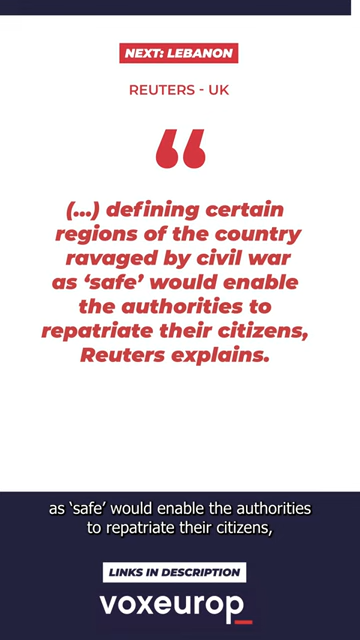 NEXT: LEBANON
REUTERS - UK
“
(...) defining certain
regions of the country
ravaged by civil war
as ‘safe’ would enable
the authorities to
repatriate their citizens,
Reuters explains.
as ‘safe’ would enable the authorities
to repatriate their citizens,
LINKS IN DESCRIPTION
voxeurop_